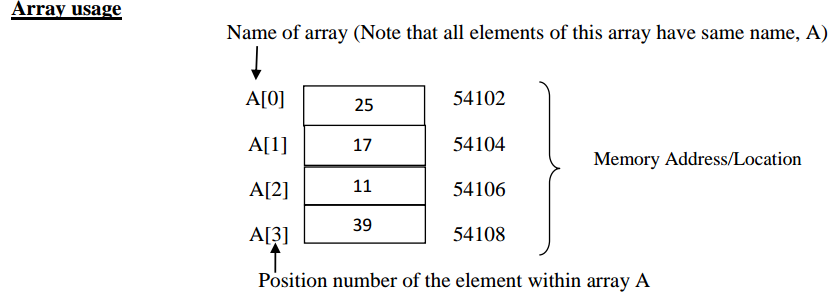 Array usage
Name of array (Note that all elements of this array have same name, A)
A[0] 25 54102
A[1] 17 54104
Memory Address/Location
A[2] 11 54106
A[3] 39 54108
Position number of the element within array A